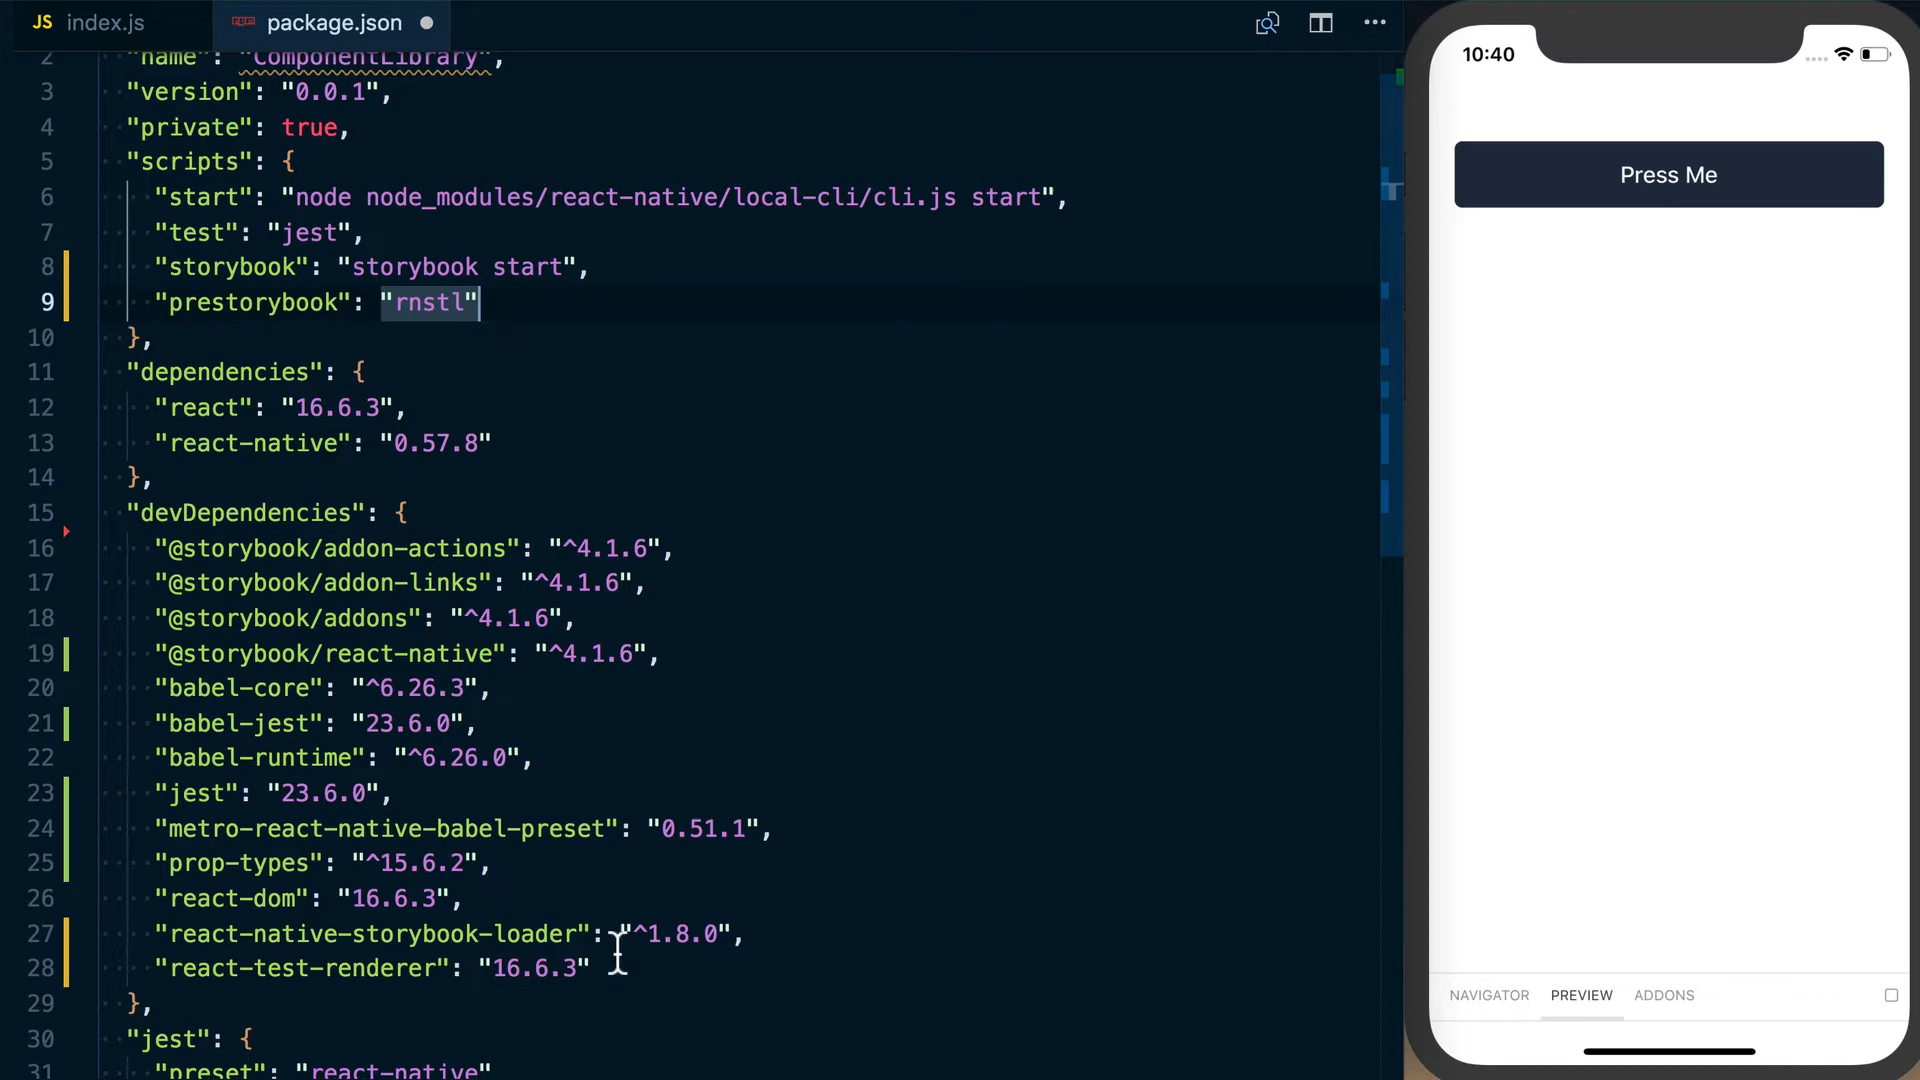 JS index.js
package.json
2 "name": "ComponentLibrary",
3 "version": "0.0.1",
4 "private": true,
5 "scripts": {
6 "start": "node node_modules/react-native/local-cli/cli.js start",
7 "test": "jest",
8 "storybook": "storybook start",
9 "prestorybook": "rnstl"
10 },
11 "dependencies": {
12 "react": "16.6.3",
13 "react-native": "0.57.8"
14 },
15 "devDependencies": {
16 "@storybook/addon-actions": "^4.1.6",
17 "@storybook/addon-links": "^4.1.6",
18 "@storybook/addons": "^4.1.6",
19 "@storybook/react-native": "^4.1.6",
20 "babel-core": "^6.26.3",
21 "babel-jest": "23.6.0",
22 "babel-runtime": "^6.26.0",
23 "jest": "23.6.0",
24 "metro-react-native-babel-preset": "0.51.1",
25 "prop-types": "^15.6.2",
26 "react-dom": "16.6.3",
27 "react-native-storybook-loader": "^1.8.0",
28 "react-test-renderer": "16.6.3"
29 },
30 "jest": {
31 "preset": "react-native"
10:40
Press Me
NAVIGATOR PREVIEW ADDONS